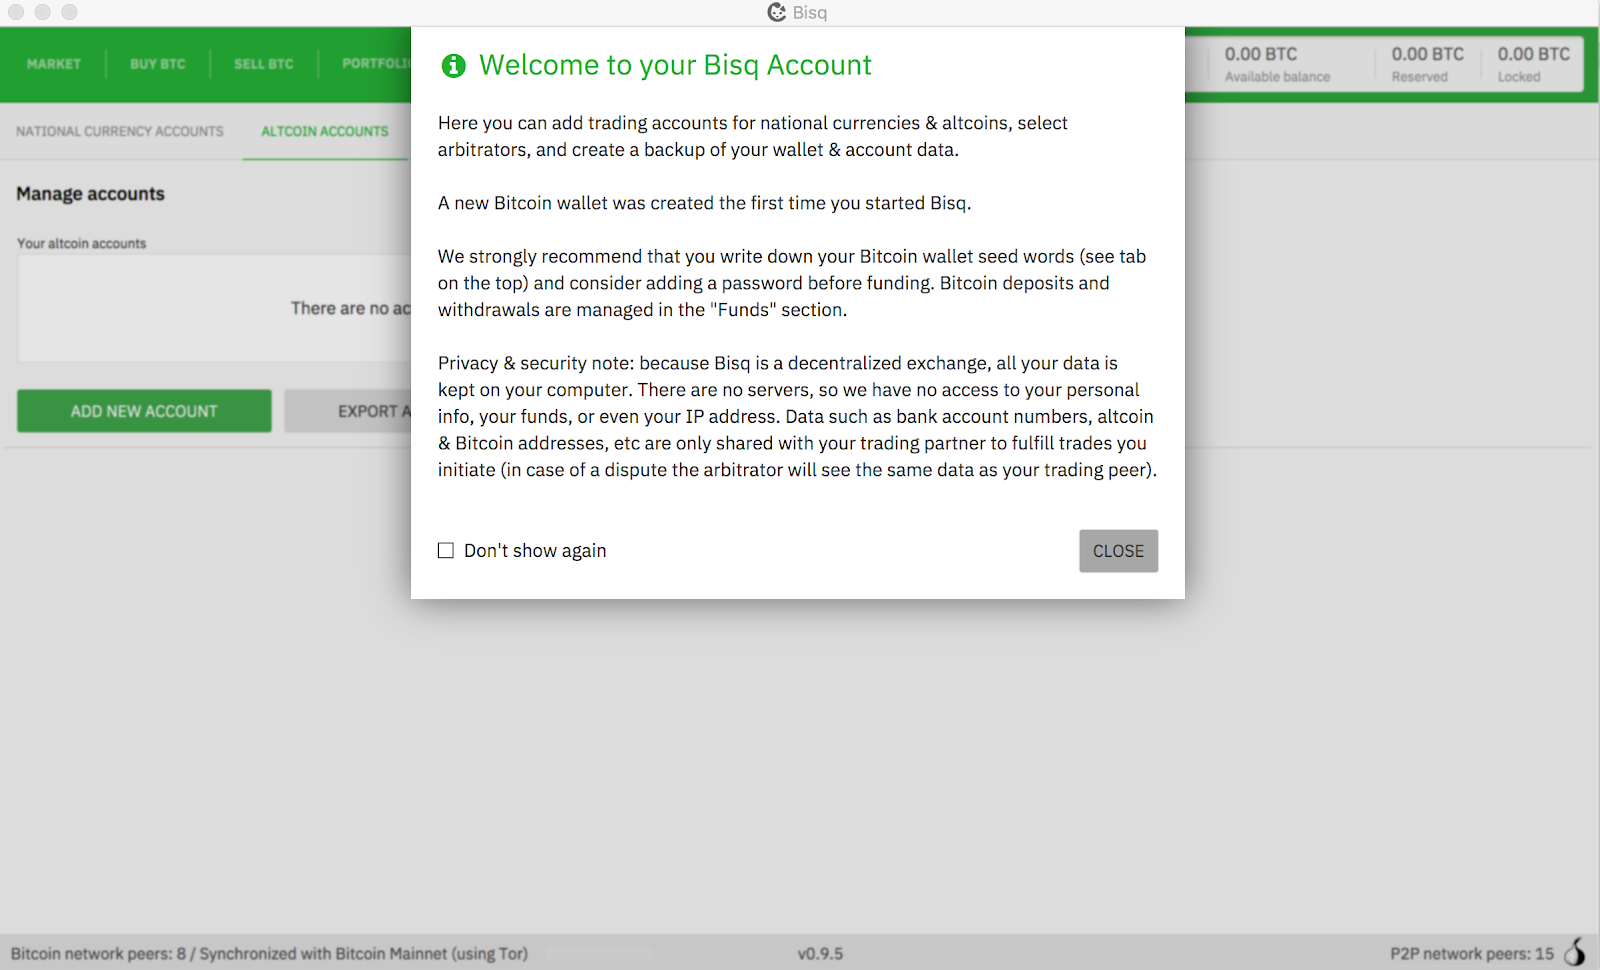 Bisq
MARKET
BUY BTC
SELL BTC
0.00 BTC
Available balance
0.00 BTC
Reserved
0.00 BTC
Locked
NATIONAL CURRENCY ACCOUNTS
ALTCOIN ACCOUNTS
Manage accounts
Your altcoin accounts
There are no
ADD NEW ACCOUNT
EXPORT
Welcome to your Bisq Account
Here you can add trading accounts for national currencies & altcoins, select
arbitrators, and create a backup of your wallet & account data.
A new Bitcoin wallet was created the first time you started Bisq.
We strongly recommend that you write down your Bitcoin wallet seed words (see tab
on the top) and consider adding a password before funding. Bitcoin deposits and
withdrawals are managed in the "Funds" section.
Privacy & security note: because Bisq is a decentralized exchange, all your data is
kept on your computer. There are no servers, so we have no access to your personal
info, your funds, or even your IP address. Data such as bank account numbers, altcoin
& Bitcoin addresses, etc are only shared with your trading partner to fulfill trades you
initiate (in case of a dispute the arbitrator will see the same data as your trading peer).
Don't show again
CLOSE
Bitcoin network peers: 8 / Synchronized with Bitcoin Mainnet (using Tor)
v0.9.5
P2P network peers: 15